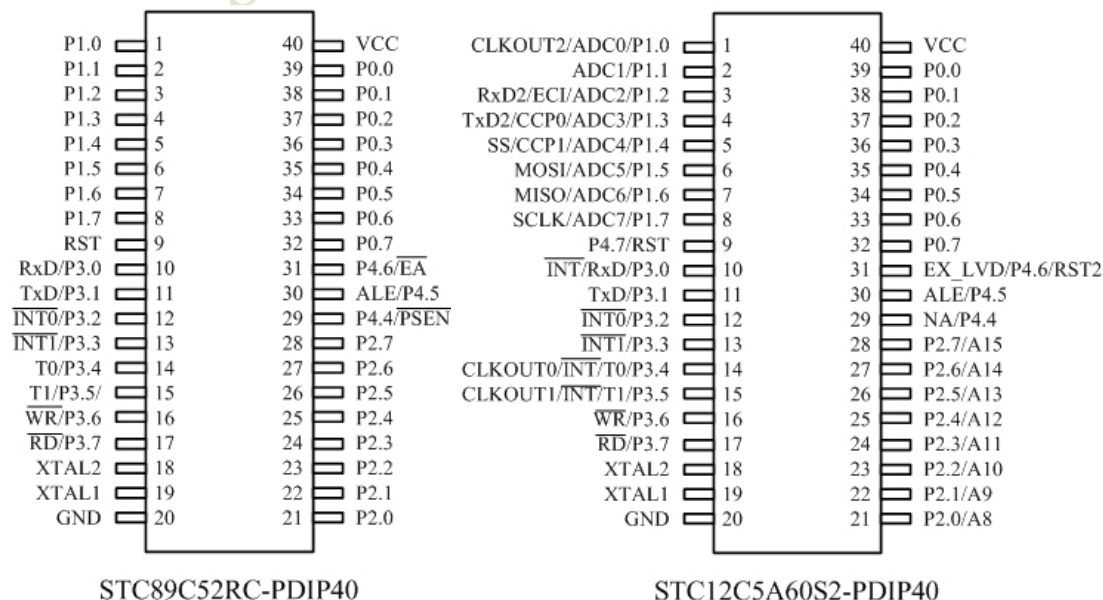 P1.0 1 40 VCC
P1.1 2 39 P0.0
P1.2 3 38 P0.1
P1.3 4 37 P0.2
P1.4 5 36 P0.3
P1.5 6 35 P0.4
P1.6 7 34 P0.5
P1.7 8 33 P0.6
RST 9 32 P0.7
RxD/P3.0 10 31 P4.6/EA
TxD/P3.1 11 30 ALE/P4.5
INT0/P3.2 12 29 P4.4/PSEN
INT1/P3.3 13 28 P2.7
T0/P3.4 14 27 P2.6
T1/P3.5/ 15 26 P2.5
WR/P3.6 16 25 P2.4
RD/P3.7 17 24 P2.3
XTAL2 18 23 P2.2
XTAL1 19 22 P2.1
GND 20 21 P2.0
STC89C52RC-PDIP40
CLKOUT2/ADC0/P1.0 1 40 VCC
ADC1/P1.1 2 39 P0.0
RxD2/ECI/ADC2/P1.2 3 38 P0.1
TxD2/CCP0/ADC3/P1.3 4 37 P0.2
SS/CCP1/ADC4/P1.4 5 36 P0.3
MOSI/ADC5/P1.5 6 35 P0.4
MISO/ADC6/P1.6 7 34 P0.5
SCLK/ADC7/P1.7 8 33 P0.6
P4.7/RST 9 32 P0.7
INT/RxD/P3.0 10 31 EX_LVD/P4.6/RST2
TxD/P3.1 11 30 ALE/P4.5
INT0/P3.2 12 29 NA/P4.4
INT1/P3.3 13 28 P2.7/A15
CLKOUT0/INT/T0/P3.4 14 27 P2.6/A14
CLKOUT1/INT/T1/P3.5 15 26 P2.5/A13
WR/P3.6 16 25 P2.4/A12
RD/P3.7 17 24 P2.3/A11
XTAL2 18 23 P2.2/A10
XTAL1 19 22 P2.1/A9
GND 20 21 P2.0/A8
STC12C5A60S2-PDIP40